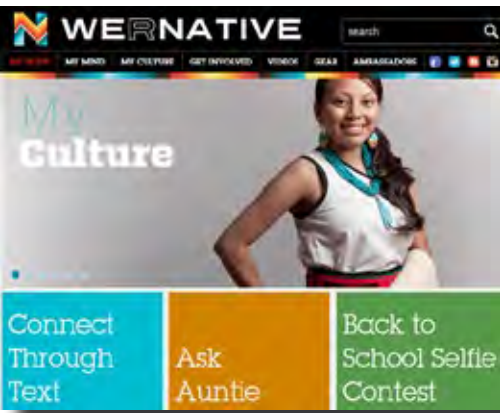 WERNATIVE
search
MY MIND MY CULTURE GET INVOLVED VIDEOS GEAR AMBASSADORS
My
Culture
Connect
Through
Text
Ask
Auntie
Back to
School Selfie
Contest